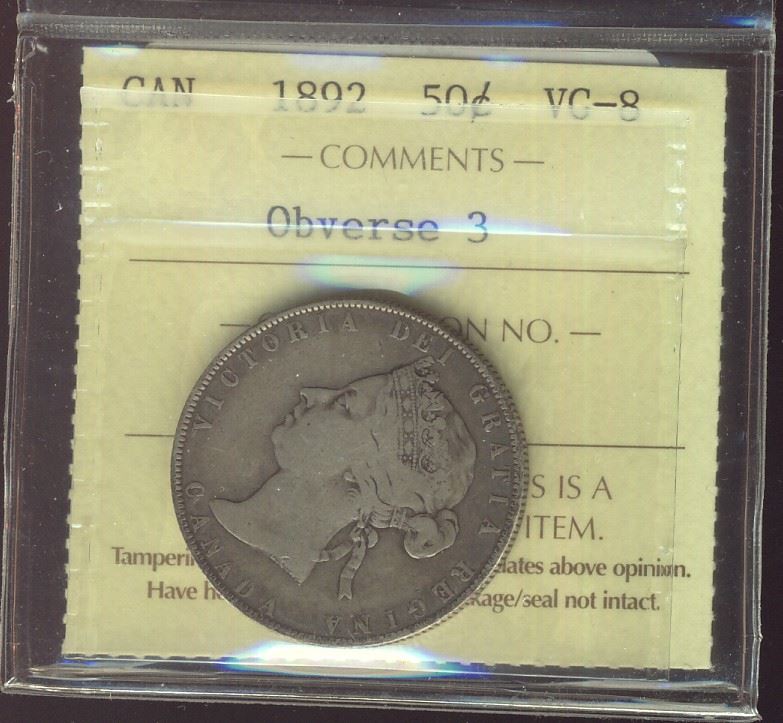 CAN 1892 50¢ VG-8
— COMMENTS —
Obverse 3
ON NO. —
S IS A
ITEM.
Tamperin dates above opinion.
Have kage/seal not intact.
VICTORIA DEI GRATIA REGINA
CANADA